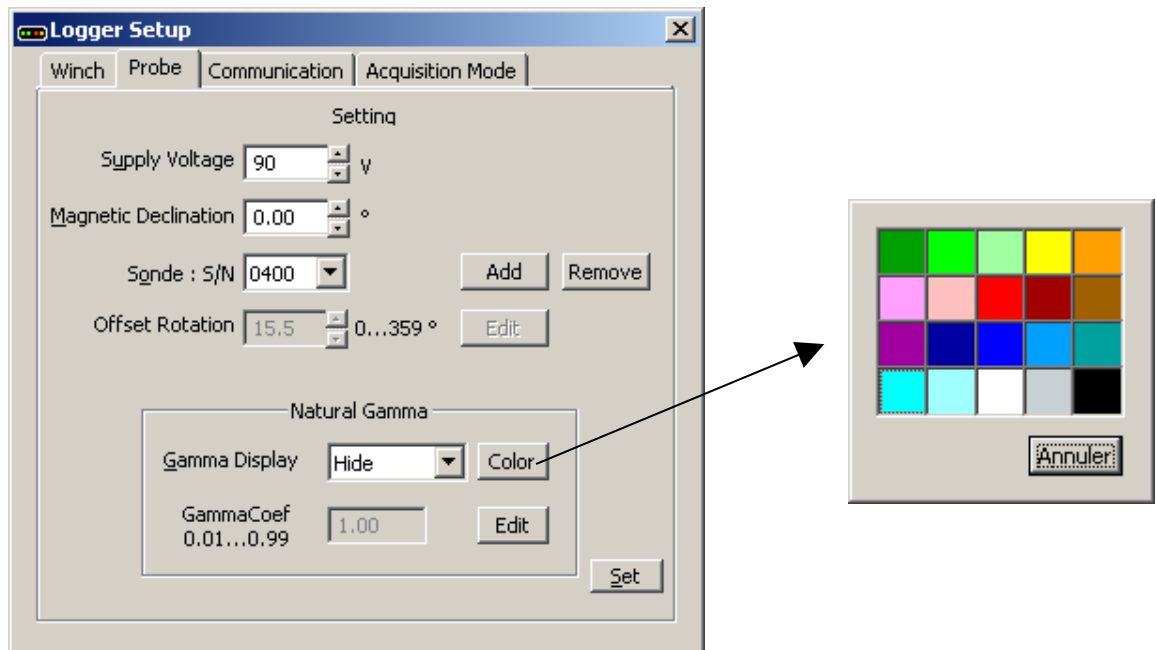 Logger Setup
Winch Probe Communication Acquisition Mode
Setting
Supply Voltage 90 V
Magnetic Declination 0.00 °
Sonde : S/N 0400 Add Remove
Offset Rotation 15.5 0...359 ° Edit
Natural Gamma
Gamma Display Hide Color
GammaCoef
0.01...0.99 1.00 Edit
Set
Annuler